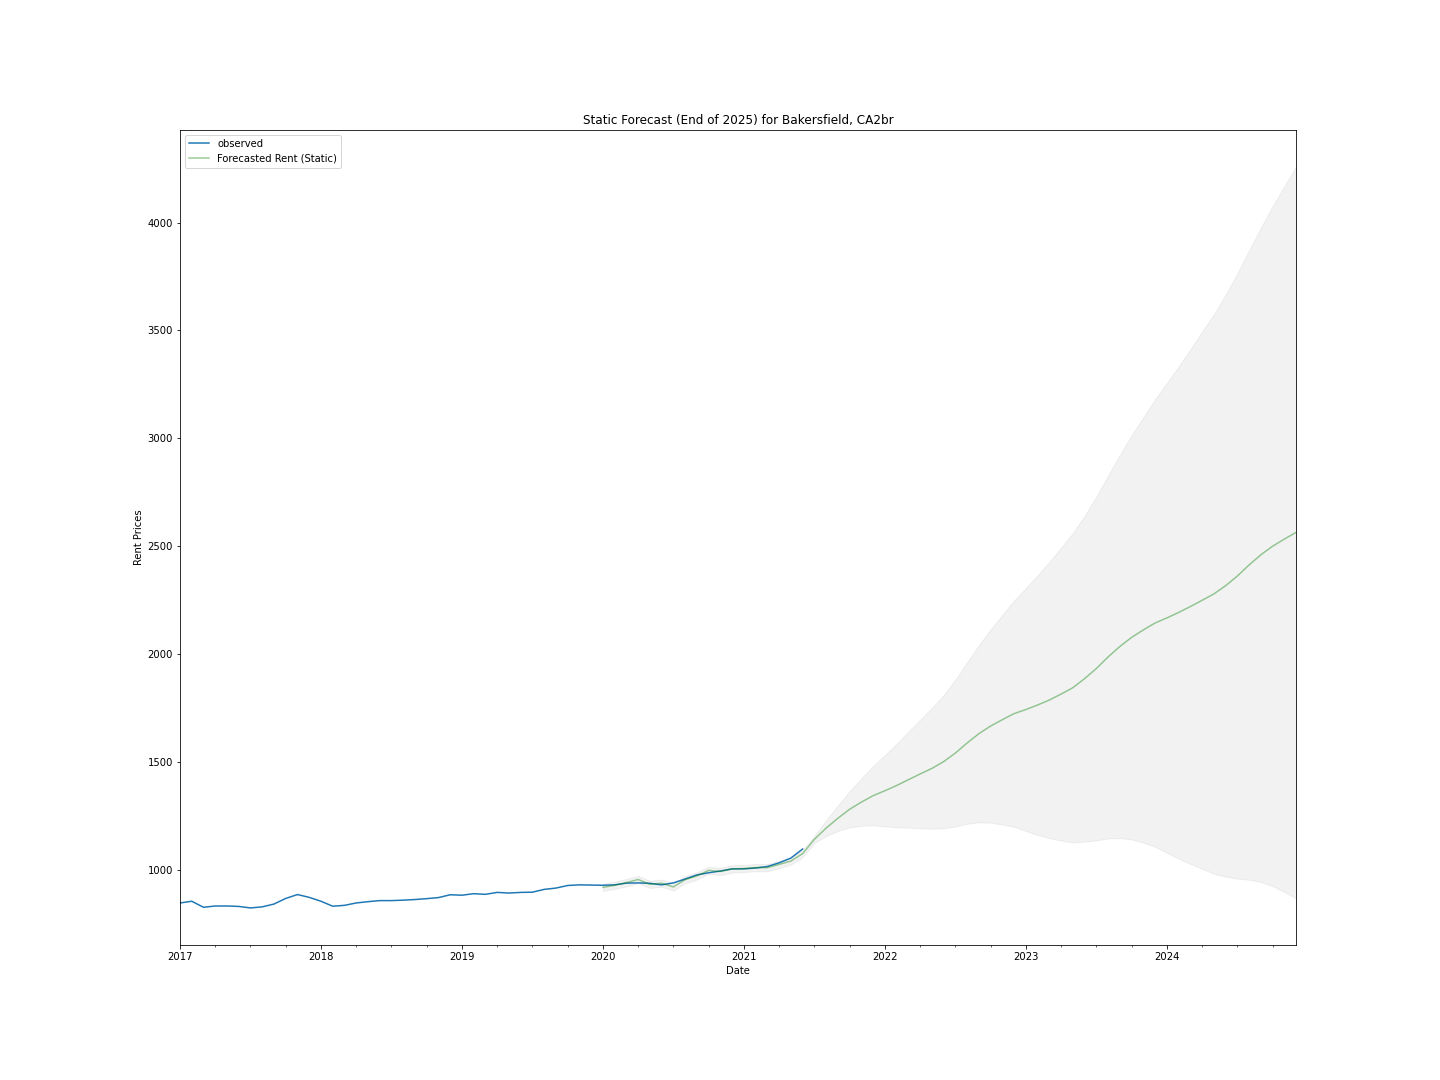 Static Forecast (End of 2025) for Bakersfield, CA2br
observed
Forecasted Rent (Static)
4000
3500
3000
2500
2000
1500
1000
Rent Prices
2017 2018 2019 2020 2021 2022 2023 2024
Date